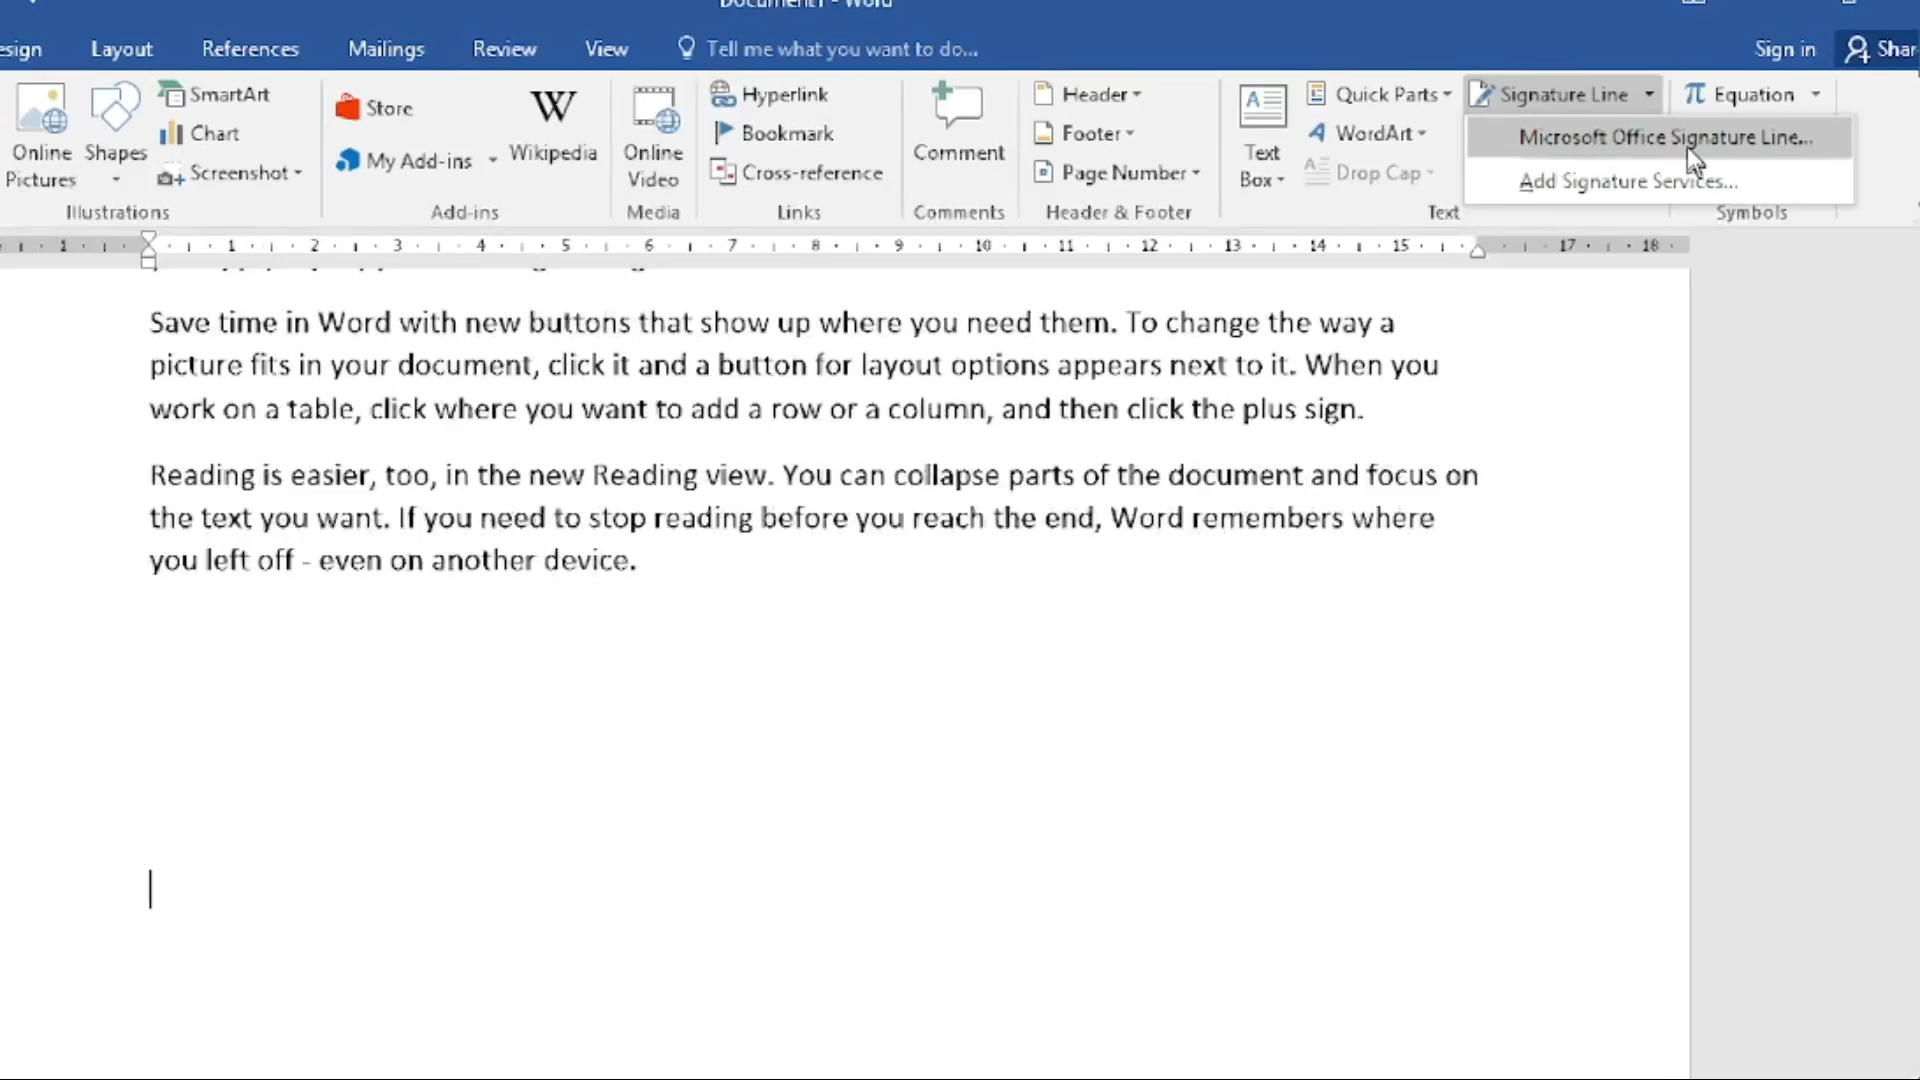 Document1 - Word
esign Layout References Mailings Review View Tell me what you want to do... Sign in Shar
Online Pictures
Shapes
SmartArt
Chart
Screenshot
Illustrations
Store
My Add-ins
Wikipedia
Add-ins
Online Video
Media
Hyperlink
Bookmark
Cross-reference
Links
Comment
Comments
Header
Footer
Page Number
Header & Footer
Text Box
Quick Parts
WordArt
Drop Cap
Text
Signature Line
Microsoft Office Signature Line...
Add Signature Services...
Equation
Symbols
1 1 2 3 4 5 6 7 8 9 10 11 12 13 14 15 17 18
Save time in Word with new buttons that show up where you need them. To change the way a
picture fits in your document, click it and a button for layout options appears next to it. When you
work on a table, click where you want to add a row or a column, and then click the plus sign.
Reading is easier, too, in the new Reading view. You can collapse parts of the document and focus on
the text you want. If you need to stop reading before you reach the end, Word remembers where
you left off - even on another device.